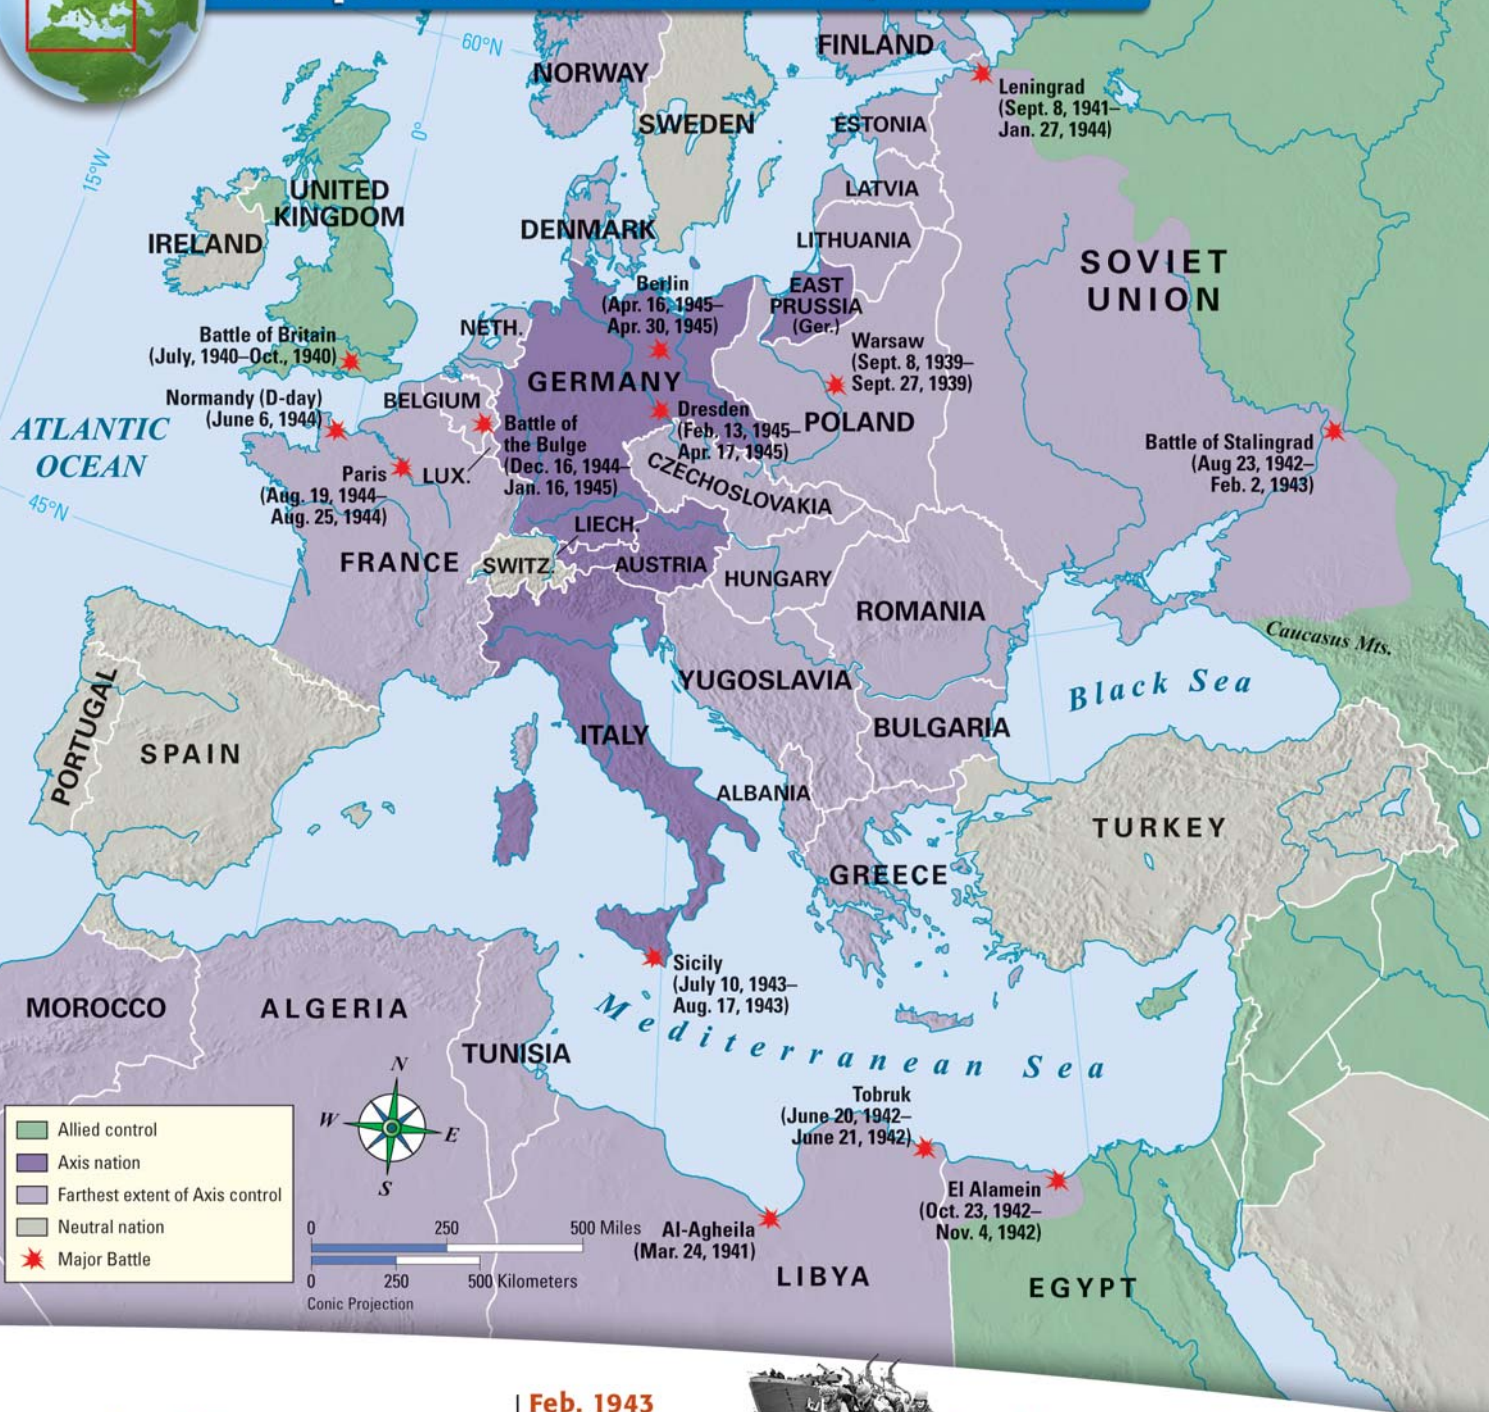 60°N
0°
15°W
45°N
NORWAY
FINLAND
SWEDEN
Leningrad
(Sept. 8, 1941–
Jan. 27, 1944)
ESTONIA
LATVIA
LITHUANIA
UNITED
KINGDOM
IRELAND
DENMARK
EAST
PRUSSIA
(Ger.)
SOVIET
UNION
Berlin
(Apr. 16, 1945–
Apr. 30, 1945)
NETH.
Battle of Britain
(July, 1940–Oct., 1940)
Warsaw
(Sept. 8, 1939–
Sept. 27, 1939)
GERMANY
Normandy (D-day)
(June 6, 1944)
BELGIUM
ATLANTIC
OCEAN
Battle of
the Bulge
(Dec. 16, 1944–
Jan. 16, 1945)
Dresden
(Feb. 13, 1945–
Apr. 17, 1945)
POLAND
Battle of Stalingrad
(Aug 23, 1942–
Feb. 2, 1943)
Paris
(Aug. 19, 1944–
Aug. 25, 1944)
LUX.
CZECHOSLOVAKIA
LIECH.
FRANCE
SWITZ.
AUSTRIA
HUNGARY
ROMANIA
Caucasus Mts.
YUGOSLAVIA
Black Sea
PORTUGAL
SPAIN
ITALY
BULGARIA
ALBANIA
TURKEY
GREECE
Sicily
(July 10, 1943–
Aug. 17, 1943)
MOROCCO
ALGERIA
TUNISIA
Mediterranean Sea
Tobruk
(June 20, 1942–
June 21, 1942)
El Alamein
(Oct. 23, 1942–
Nov. 4, 1942)
Al-Agheila
(Mar. 24, 1941)
LIBYA
EGYPT
N
W
E
S
Allied control
Axis nation
Farthest extent of Axis control
Neutral nation
Major Battle
0 250 500 Miles
0 250 500 Kilometers
Conic Projection
Feb. 1943